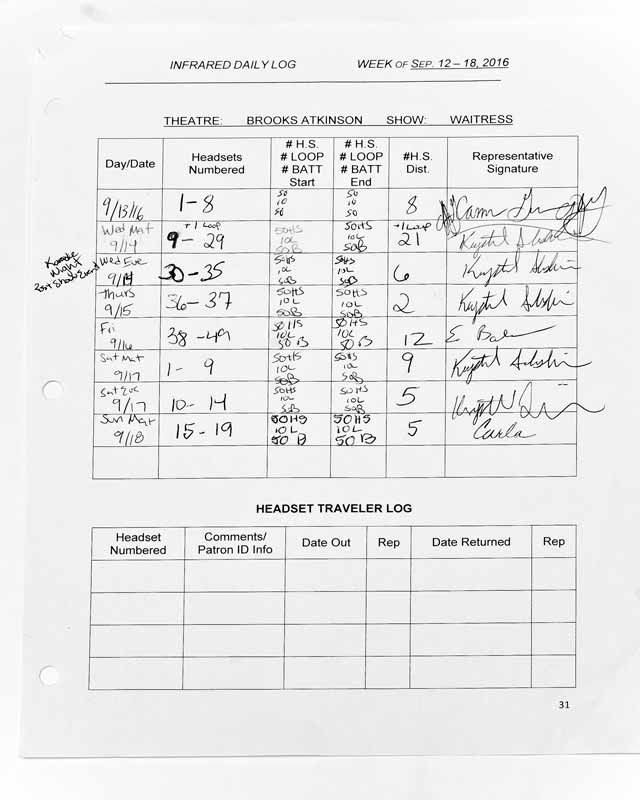 INFRARED DAILY LOG WEEK OF SEP. 12 – 18, 2016
THEATRE: BROOKS ATKINSON SHOW: WAITRESS
Day/Date Headsets Numbered # H.S. # LOOP # BATT Start # H.S. # LOOP # BATT End #H.S. Dist. Representative Signature
9/13/16 1-8 50 10 50 50 10 50 8
Wed Mat 9/14 +1 Loop 9 - 29 50HS 10L 50B 50HS 10L 50B +1 Loop 21 Krystal
Karaoke Night Post Show Event
Wed Eve 9/14 30-35 50HS 10L 50B 50HS 10L 50B 6 Krystal
Thurs 9/15 36-37 50HS 10L 50B 50HS 10L 50B 2 Krystal
Fri 9/16 38-49 50HS 10L 50B 50HS 10L 50B 12 E
Sat Mat 9/17 1- 9 50HS 10L 50B 50HS 10L 50B 9 Krystal
Sat Eve 9/17 10- 14 50HS 10L 50B 50HS 10L 50B 5 Krystal
Sun Mat 9/18 15-19 50HS 10L 50B 50HS 10L 50B 5 Carla
HEADSET TRAVELER LOG
Headset Numbered Comments/ Patron ID Info Date Out Rep Date Returned Rep
31